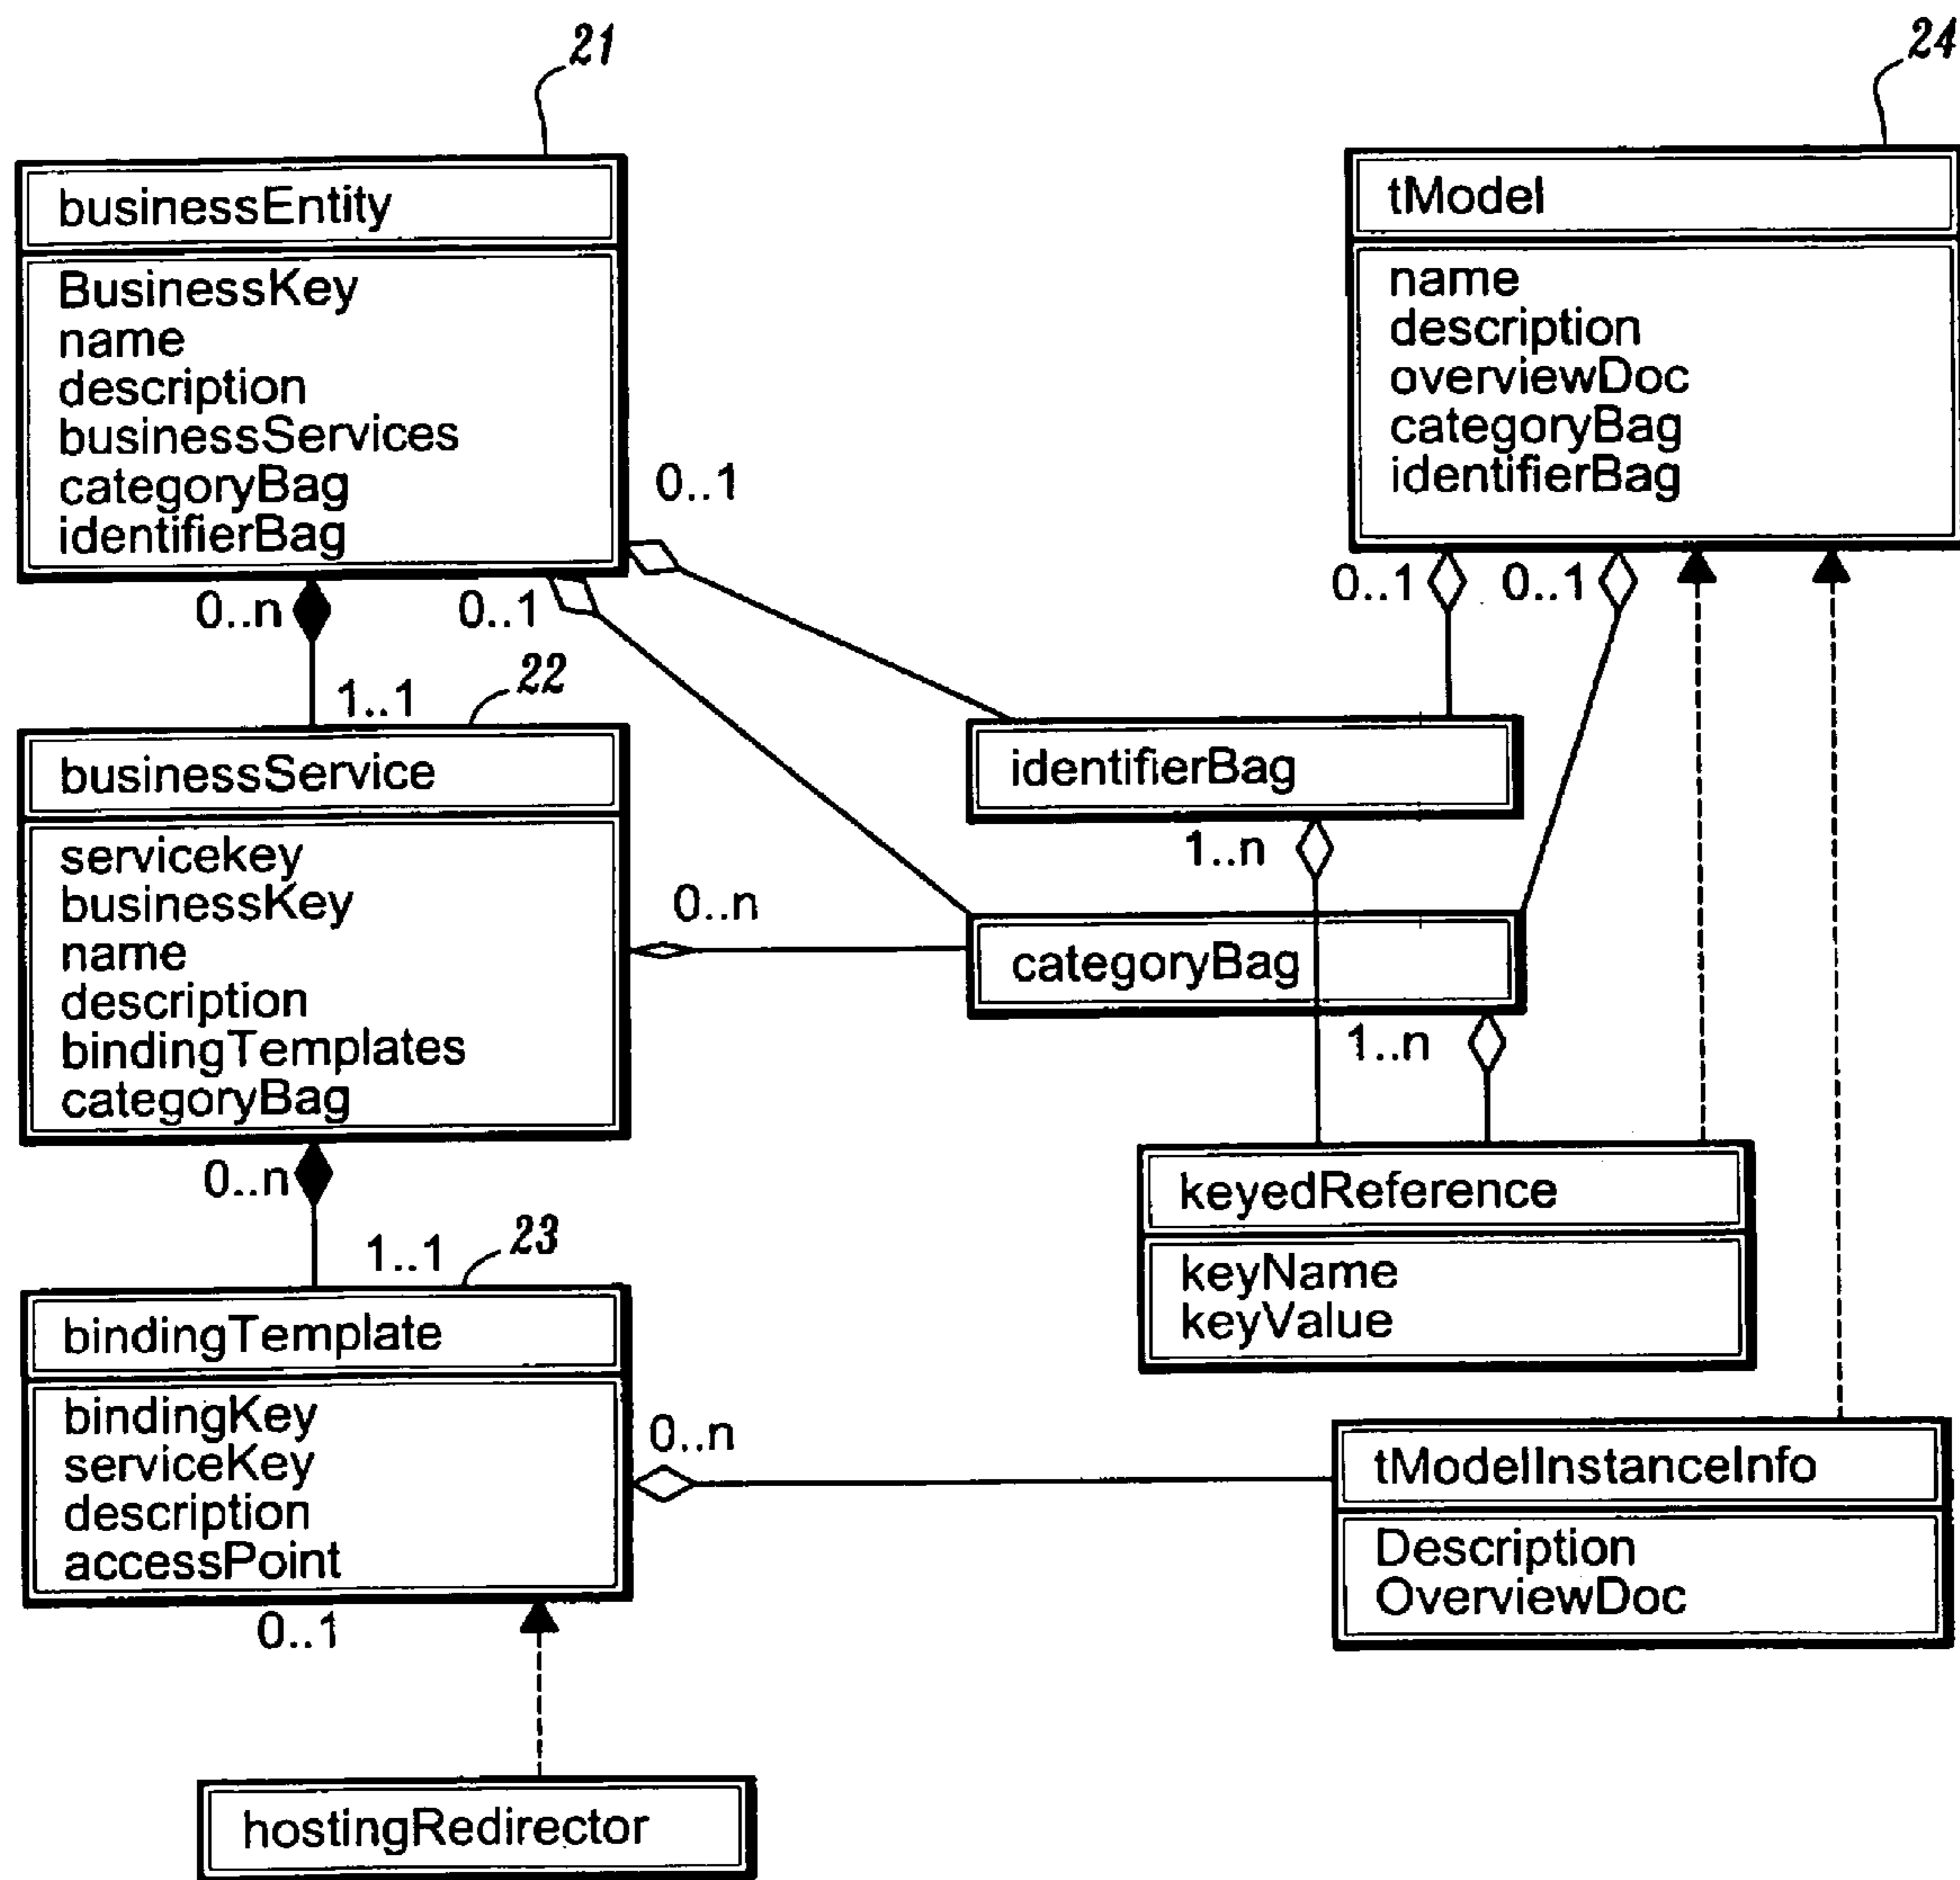 21
24
businessEntity
BusinessKey
name
description
businessServices
categoryBag
identifierBag
tModel
name
description
overviewDoc
categoryBag
identifierBag
0..1
0..n
0..1
0..1
0..1
1..1
22
businessService
servicekey
businessKey
name
description
bindingTemplates
categoryBag
identifierBag
1..n
0..n
categoryBag
1..n
0..n
1..1
23
keyedReference
keyName
keyValue
bindingTemplate
bindingKey
serviceKey
description
accessPoint
0..n
tModelInstanceInfo
Description
OverviewDoc
0..1
hostingRedirector